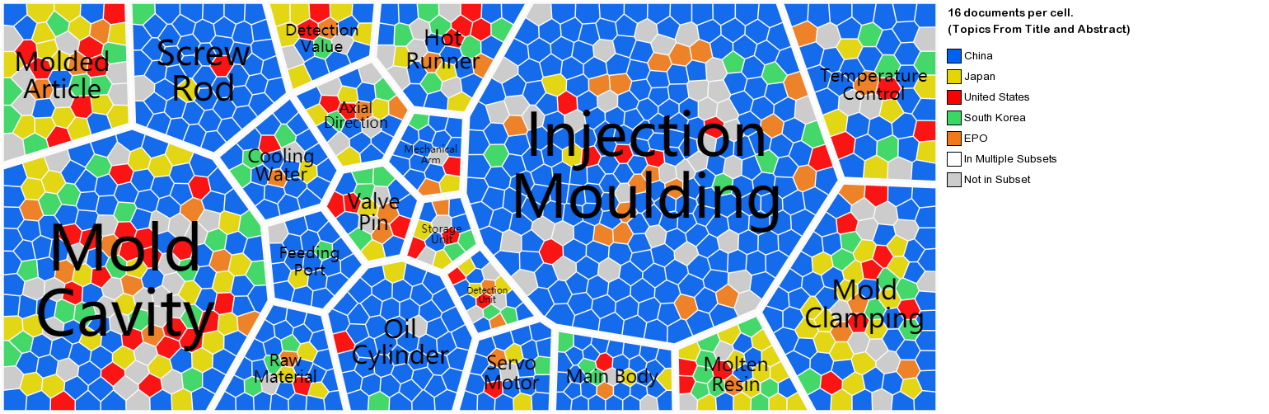 16 documents per cell.
(Topics From Title and Abstract)
China
Japan
United States
South Korea
EPO
In Multiple Subsets
Not in Subset
Molded
Article
Screw
Rod
Detection
Value
Hot
Runner
Temperature
Control
Axial
Direction
Cooling
Water
Mechanical
Arm
Injection
Moulding
Valve
Pin
Storage
Unit
Mold
Cavity
Feeding
Port
Detection
Unit
Mold
Clamping
Oil
Cylinder
Raw
Material
Servo
Motor
Main Body
Molten
Resin